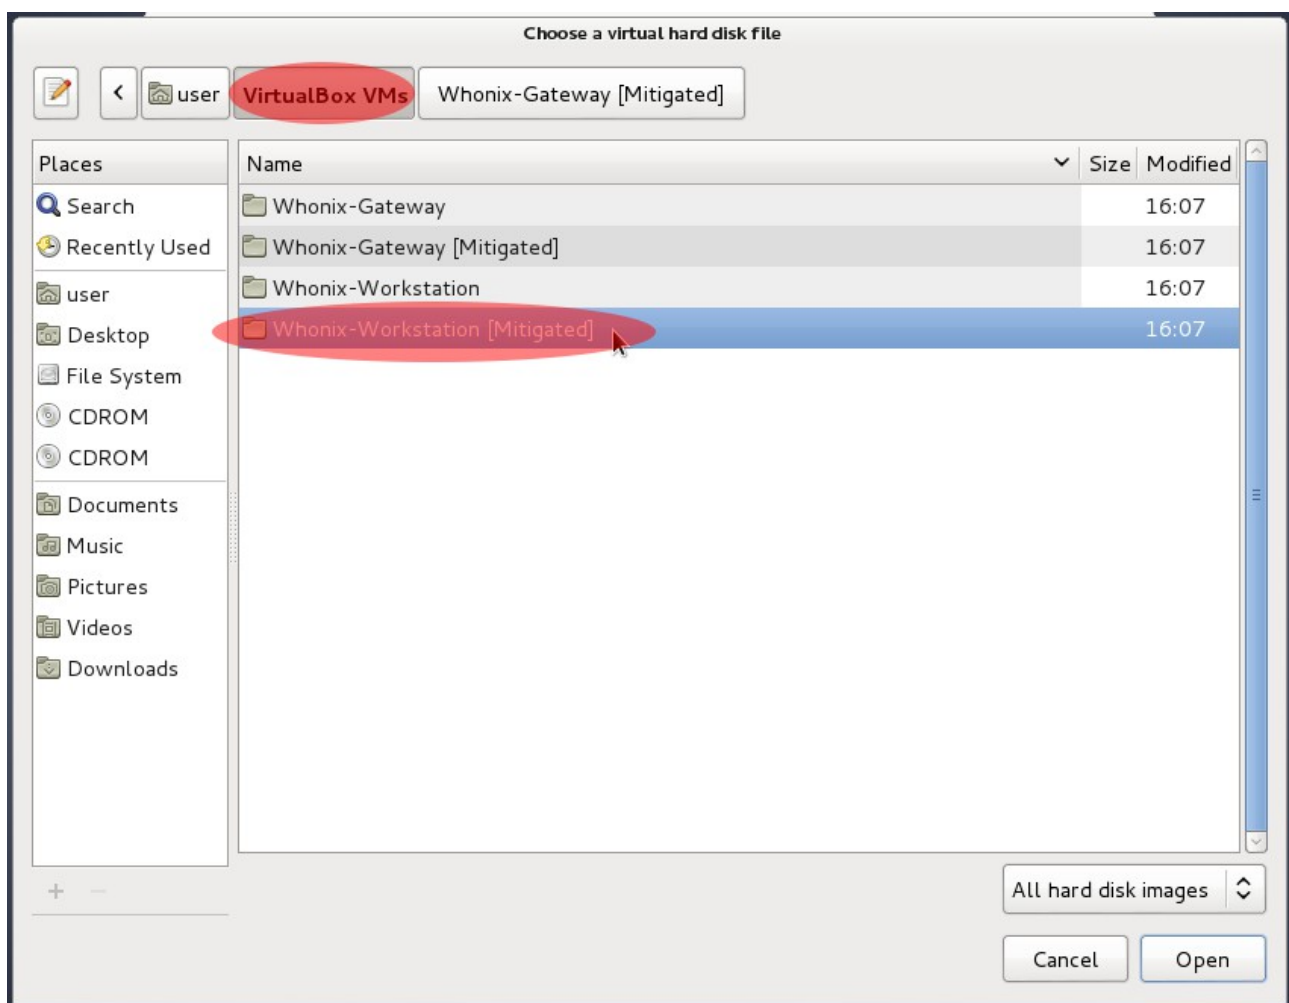 Choose a virtual hard disk file
user VirtualBox VMs Whonix-Gateway [Mitigated]
Places
Search
Recently Used
user
Desktop
File System
CDROM
CDROM
Documents
Music
Pictures
Videos
Downloads
Name Size Modified
Whonix-Gateway 16:07
Whonix-Gateway [Mitigated] 16:07
Whonix-Workstation 16:07
Whonix-Workstation [Mitigated] 16:07
All hard disk images
Cancel Open